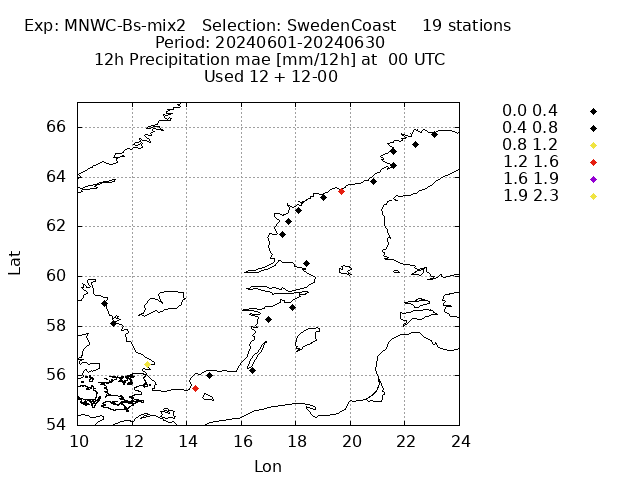 Exp: MNWC-Bs-mix2 Selection: SwedenCoast 19 stations
Period: 20240601-20240630
12h Precipitation mae [mm/12h] at 00 UTC
Used 12 + 12-00
0.0 0.4
0.4 0.8
0.8 1.2
1.2 1.6
1.6 1.9
1.9 2.3
66
64
62
60
58
56
54
Lat
10 12 14 16 18 20 22 24
Lon